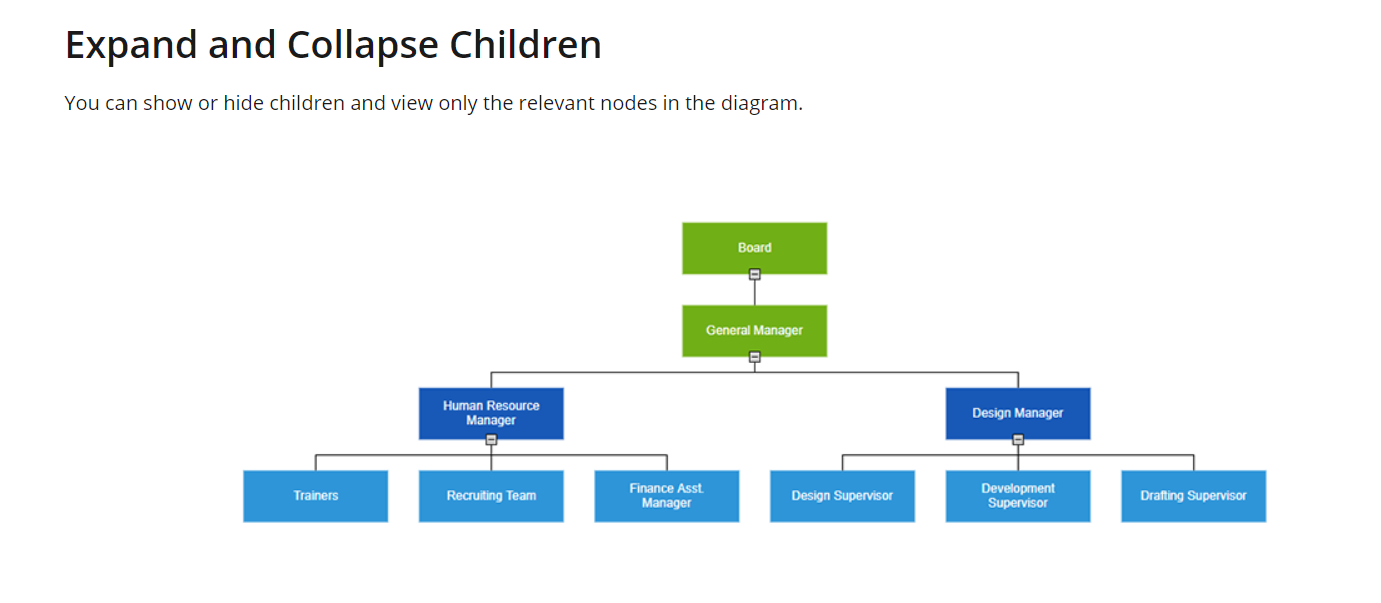 Expand and Collapse Children
You can show or hide children and view only the relevant nodes in the diagram.
Board
General Manager
Human Resource
Manager
Design Manager
Trainers
Recruiting Team
Finance Asst.
Manager
Design Supervisor
Development
Supervisor
Drafting Supervisor